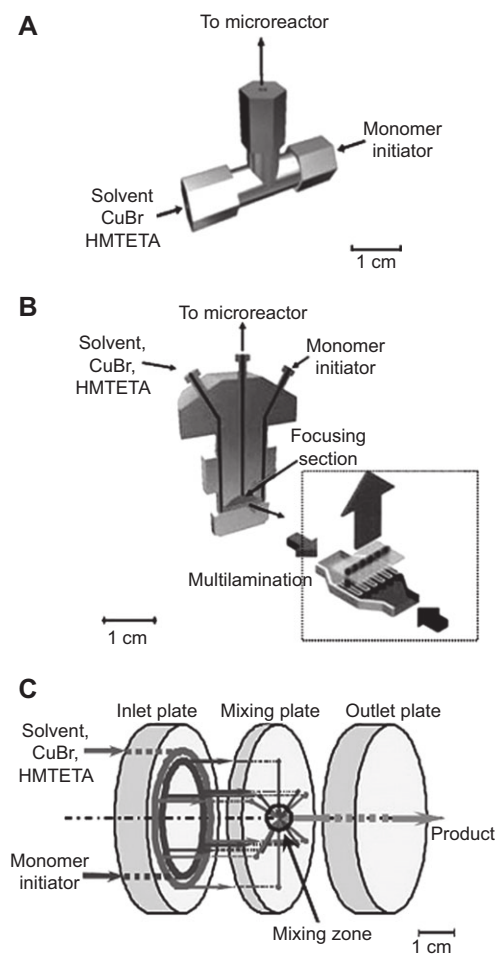 A
To microreactor
Monomer
initiator
Solvent
CuBr
HMTETA
1 cm
B
To microreactor
Solvent,
CuBr,
HMTETA
Monomer
initiator
Focusing
section
Multilamination
1 cm
C
Inlet plate
Mixing plate
Outlet plate
Solvent,
CuBr,
HMTETA
Product
Monomer
initiator
Mixing zone
1 cm